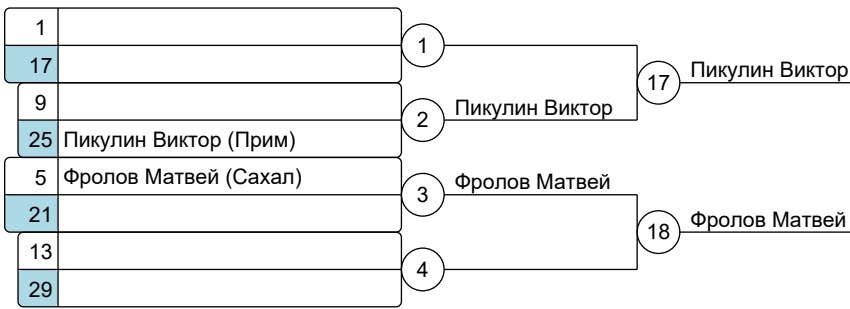 1
1
17
17
Пикулин Виктор
9
2
Пикулин Виктор
25
Пикулин Виктор (Прим)
5
Фролов Матвей (Сахал)
3
Фролов Матвей
21
18
Фролов Матвей
13
4
29